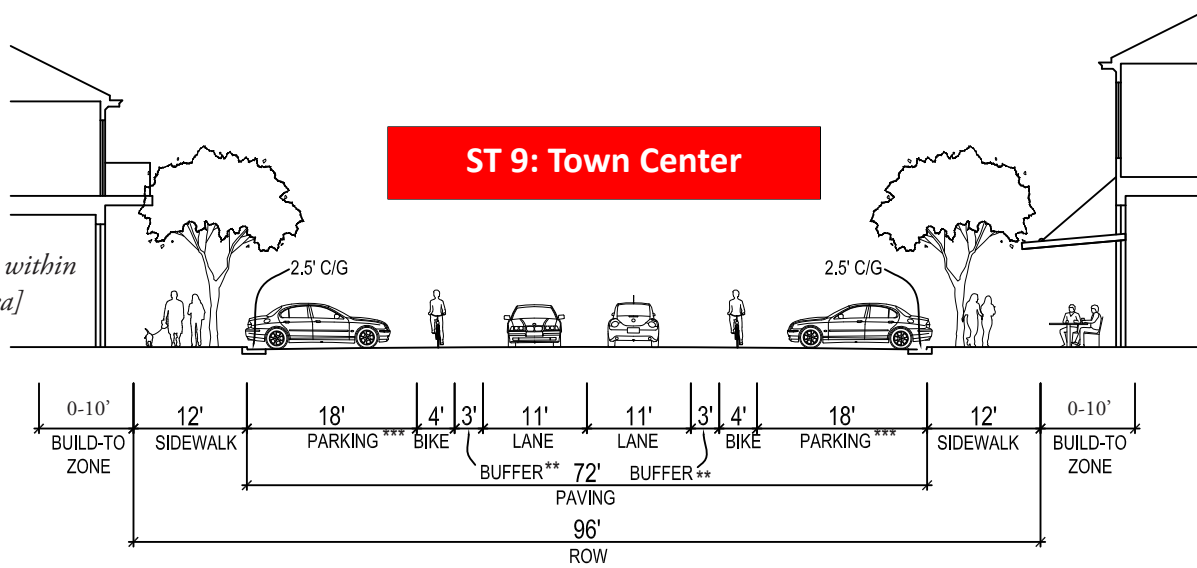 ST 9: Town Center
within
a]
2.5' C/G
2.5' C/G
0-10' 12' 18' 4' 3' 11' 11' 3' 4' 18' 12' 0-10'
BUILD-TO ZONE SIDEWALK PARKING *** BIKE LANE LANE BIKE PARKING *** SIDEWALK BUILD-TO ZONE
BUFFER ** 72' BUFFER **
PAVING
96'
ROW